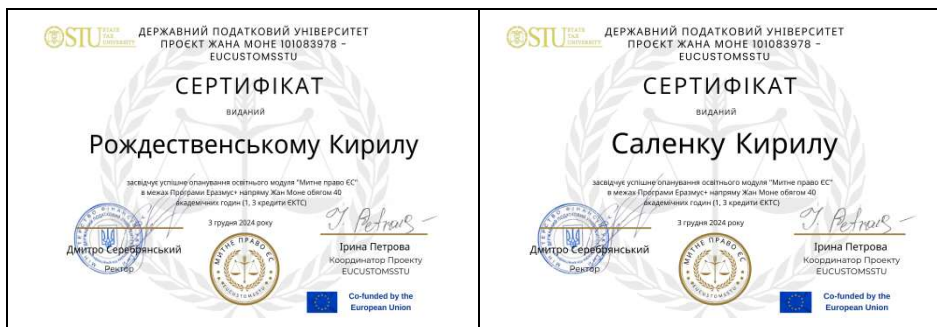 STU STATE TAX UNIVERSITY
ДЕРЖАВНИЙ ПОДАТКОВИЙ УНІВЕРСИТЕТ
ПРОЄКТ ЖАНА МОНЕ 101083978 –
EUCUSTOMSSTU
СЕРТИФІКАТ
ВИДАНИЙ
Рождественському Кирилу
засвідчує успішне опанування освітнього модуля "Митне право ЄС"
в межах Програми Еразмус+ напряму Жан Моне обсягом 40
академічних годин (1, 3 кредити ЄКТС)
3 грудня 2024 року
Дмитро Серебрянський
Ректор
МИТНЕ ПРАВО ЄС
#EUCUSTOMSSTU
Ірина Петрова
Координатор Проекту
EUCUSTOMSSTU
Co-funded by the
European Union
STU STATE TAX UNIVERSITY
ДЕРЖАВНИЙ ПОДАТКОВИЙ УНІВЕРСИТЕТ
ПРОЄКТ ЖАНА МОНЕ 101083978 –
EUCUSTOMSSTU
СЕРТИФІКАТ
ВИДАНИЙ
Саленку Кирилу
засвідчує успішне опанування освітнього модуля "Митне право ЄС"
в межах Програми Еразмус+ напряму Жан Моне обсягом 40
академічних годин (1, 3 кредити ЄКТС)
3 грудня 2024 року
Дмитро Серебрянський
Ректор
МИТНЕ ПРАВО ЄС
#EUCUSTOMSSTU
Ірина Петрова
Координатор Проекту
EUCUSTOMSSTU
Co-funded by the
European Union